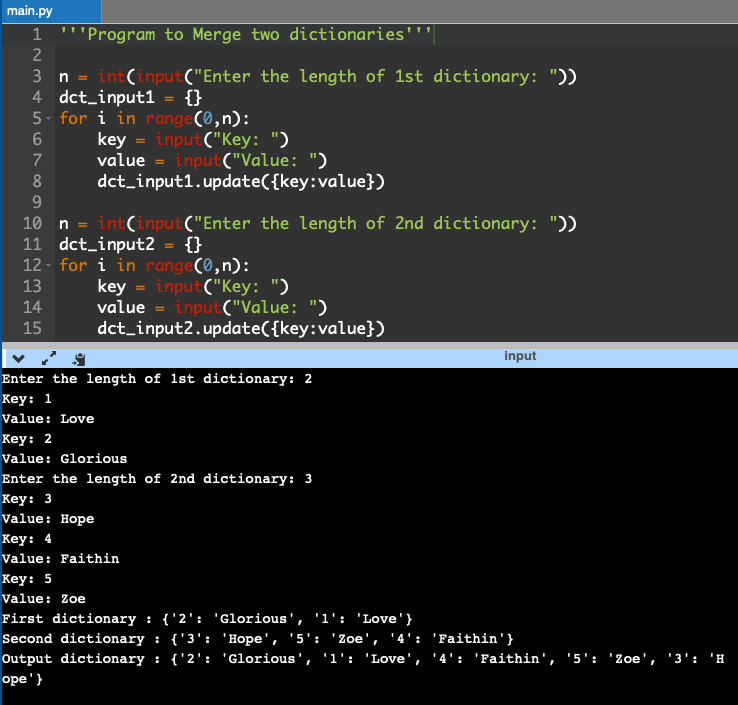 main.py
1 '''Program to Merge two dictionaries'''
2
3 n = int(input("Enter the length of 1st dictionary: "))
4 dct_input1 = {}
5 for i in range(0,n):
6     key = input("Key: ")
7     value = input("Value: ")
8     dct_input1.update({key:value})
9
10 n = int(input("Enter the length of 2nd dictionary: "))
11 dct_input2 = {}
12 for i in range(0,n):
13     key = input("Key: ")
14     value = input("Value: ")
15     dct_input2.update({key:value})
input
Enter the length of 1st dictionary: 2
Key: 1
Value: Love
Key: 2
Value: Glorious
Enter the length of 2nd dictionary: 3
Key: 3
Value: Hope
Key: 4
Value: Faithin
Key: 5
Value: Zoe
First dictionary : {'2': 'Glorious', '1': 'Love'}
Second dictionary : {'3': 'Hope', '5': 'Zoe', '4': 'Faithin'}
Output dictionary : {'2': 'Glorious', '1': 'Love', '4': 'Faithin', '5': 'Zoe', '3': 'H
ope'}